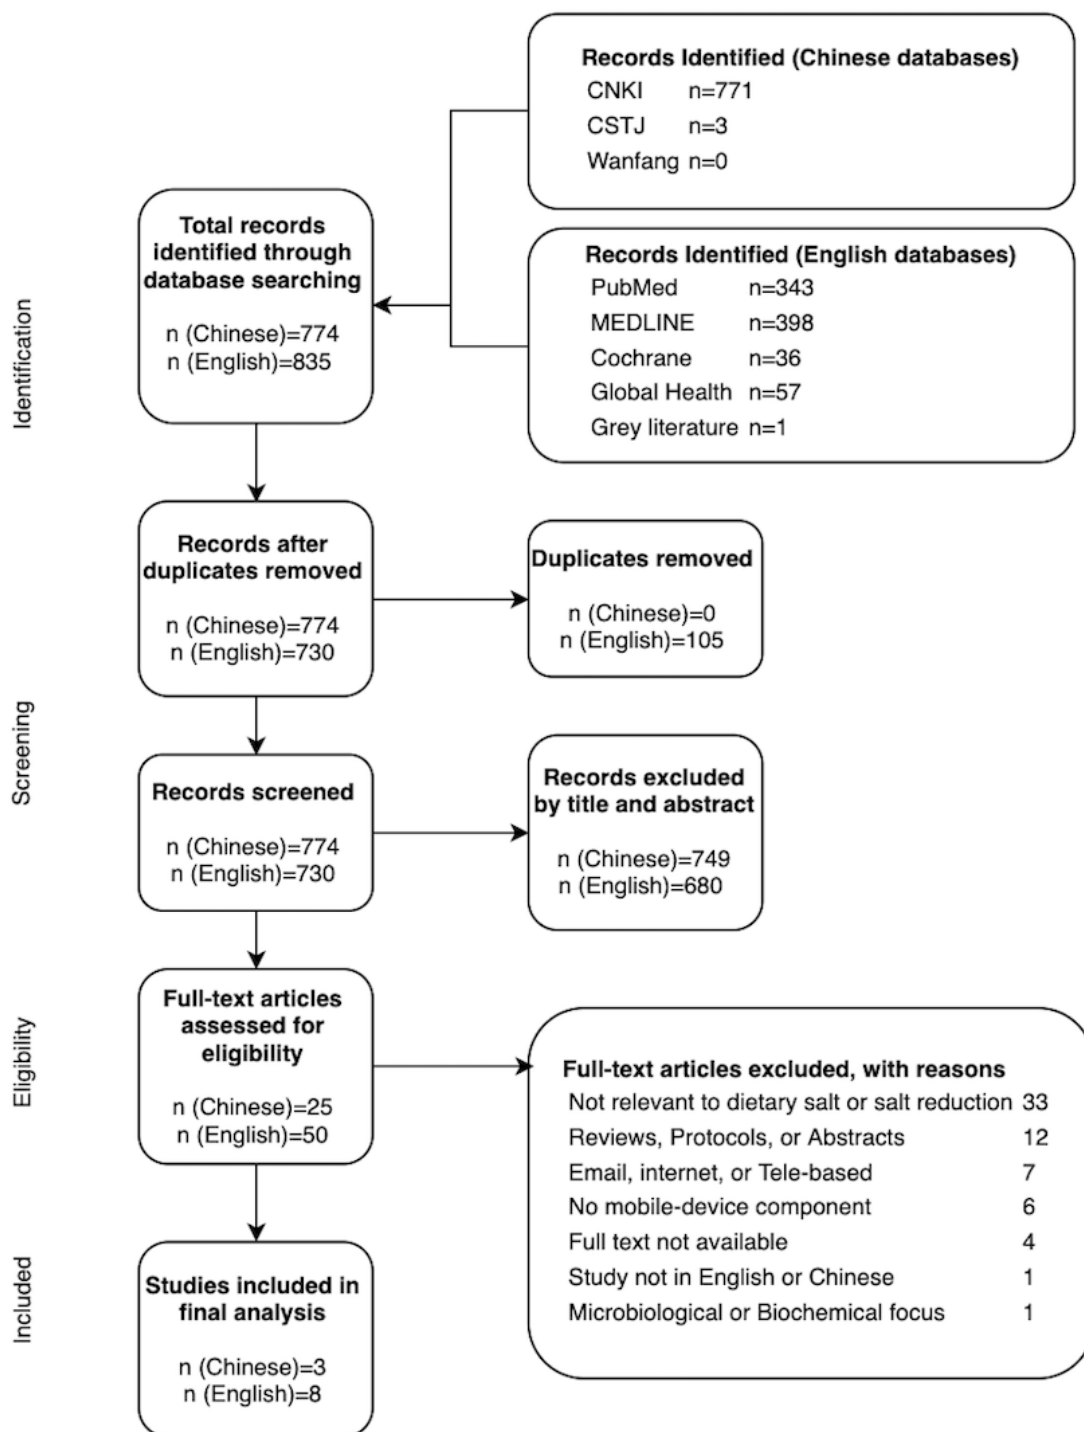 Records Identified (Chinese databases)
CNKI n=771
CSTJ n=3
Wanfang n=0
Total records
identified through
database searching
n (Chinese)=774
n (English)=835
Records Identified (English databases)
PubMed n=343
MEDLINE n=398
Cochrane n=36
Global Health n=57
Grey literature n=1
Identification
Records after
duplicates removed
n (Chinese)=774
n (English)=730
Duplicates removed
n (Chinese)=0
n (English)=105
Screening
Records screened
n (Chinese)=774
n (English)=730
Records excluded
by title and abstract
n (Chinese)=749
n (English)=680
Eligibility
Full-text articles
assessed for
eligibility
n (Chinese)=25
n (English)=50
Full-text articles excluded, with reasons
Not relevant to dietary salt or salt reduction 33
Reviews, Protocols, or Abstracts 12
Email, internet, or Tele-based 7
No mobile-device component 6
Full text not available 4
Study not in English or Chinese 1
Microbiological or Biochemical focus 1
Included
Studies included in
final analysis
n (Chinese)=3
n (English)=8